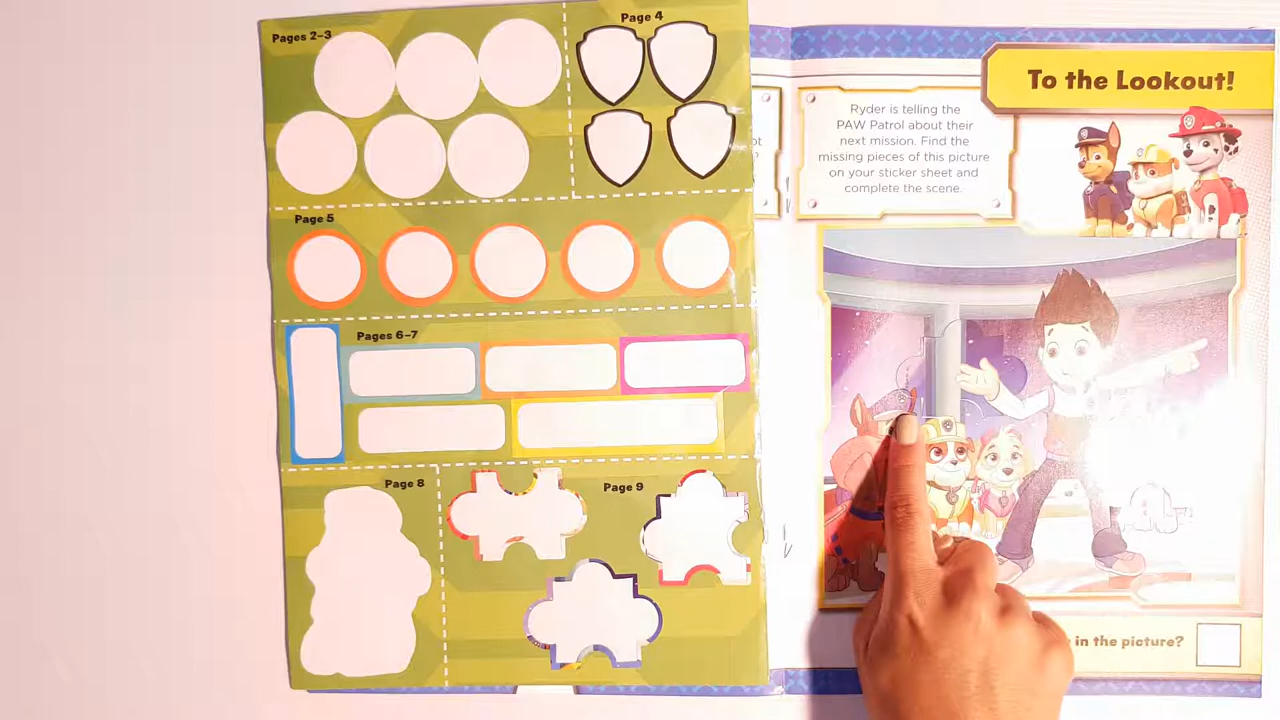 Pages 2–3
Page 4
Page 5
Pages 6–7
Page 8
Page 9
To the Lookout!
Ryder is telling the
PAW Patrol about their
next mission. Find the
missing pieces of this picture
on your sticker sheet and
complete the scene.
in the picture?